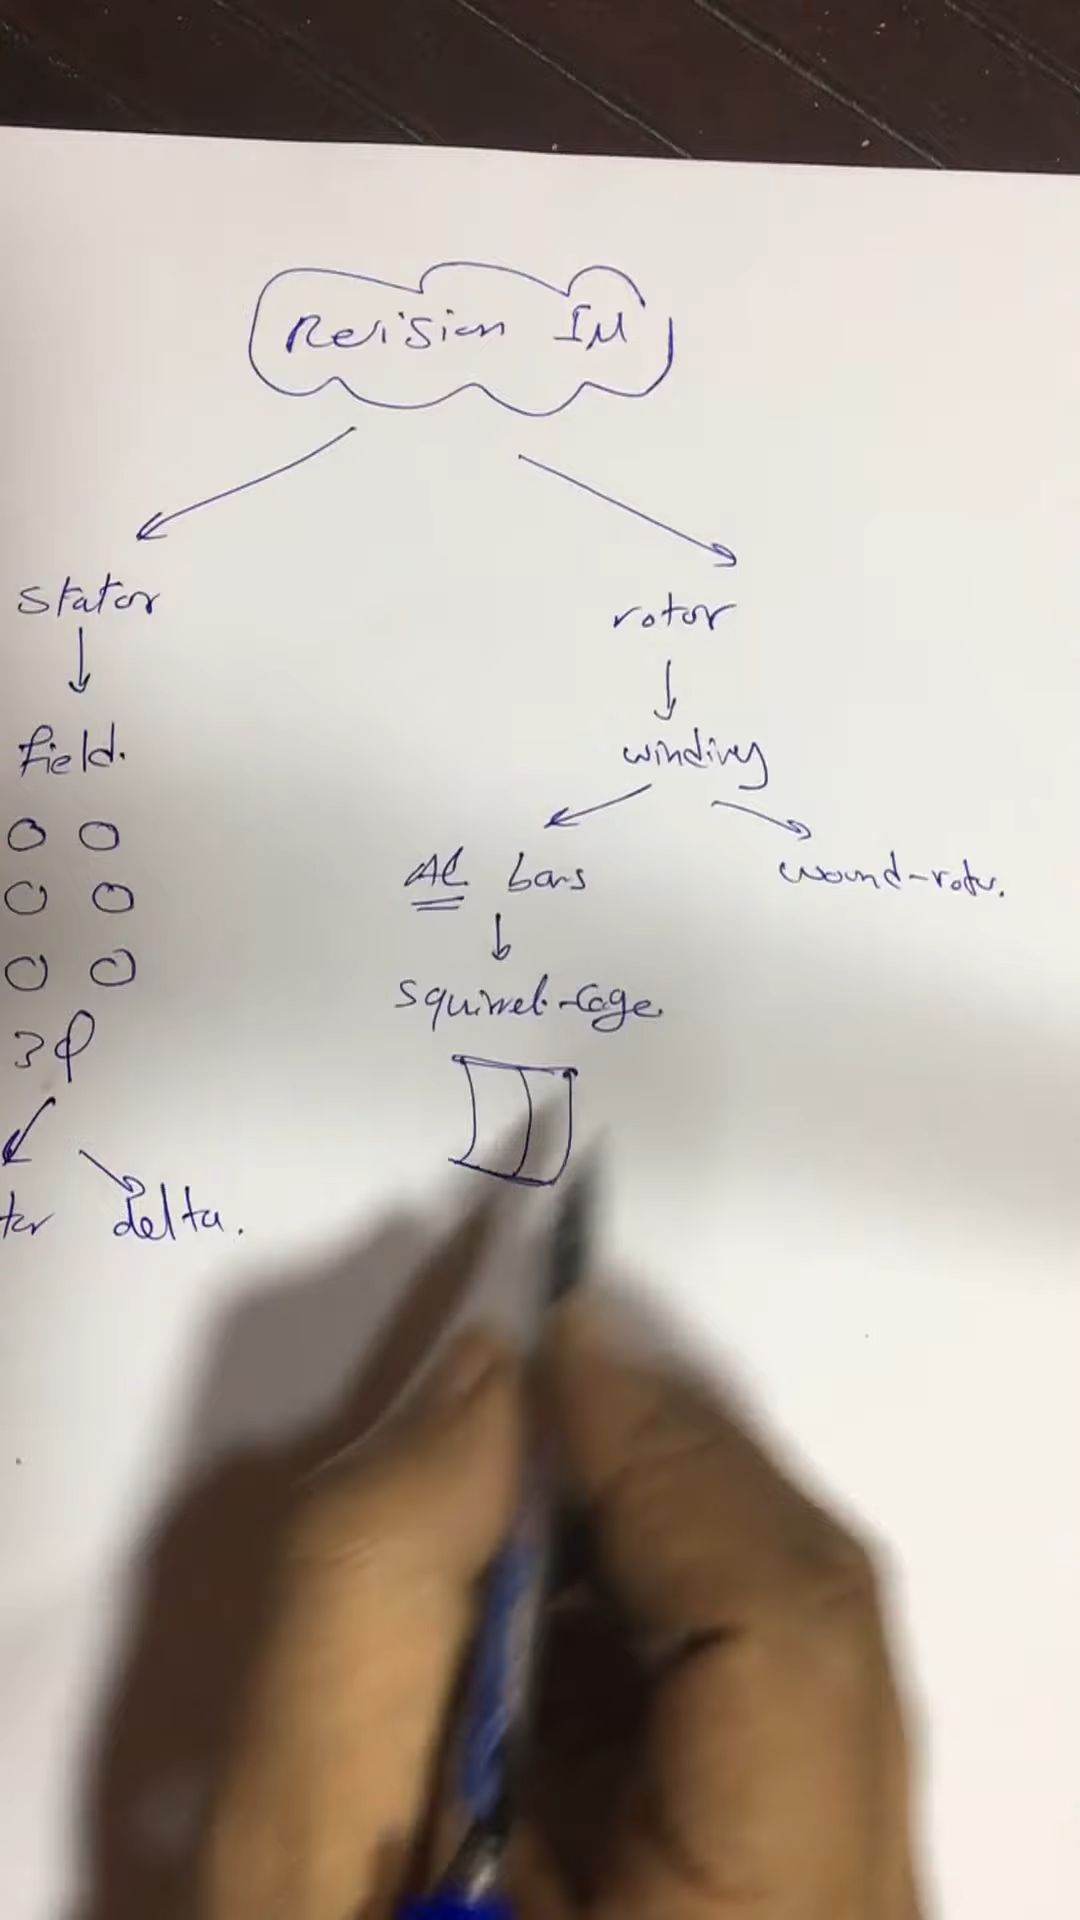 Revision IM
stator
rotor
field.
winding
Al bars
wound-rotor.
squirrel-cage
3φ
delta.